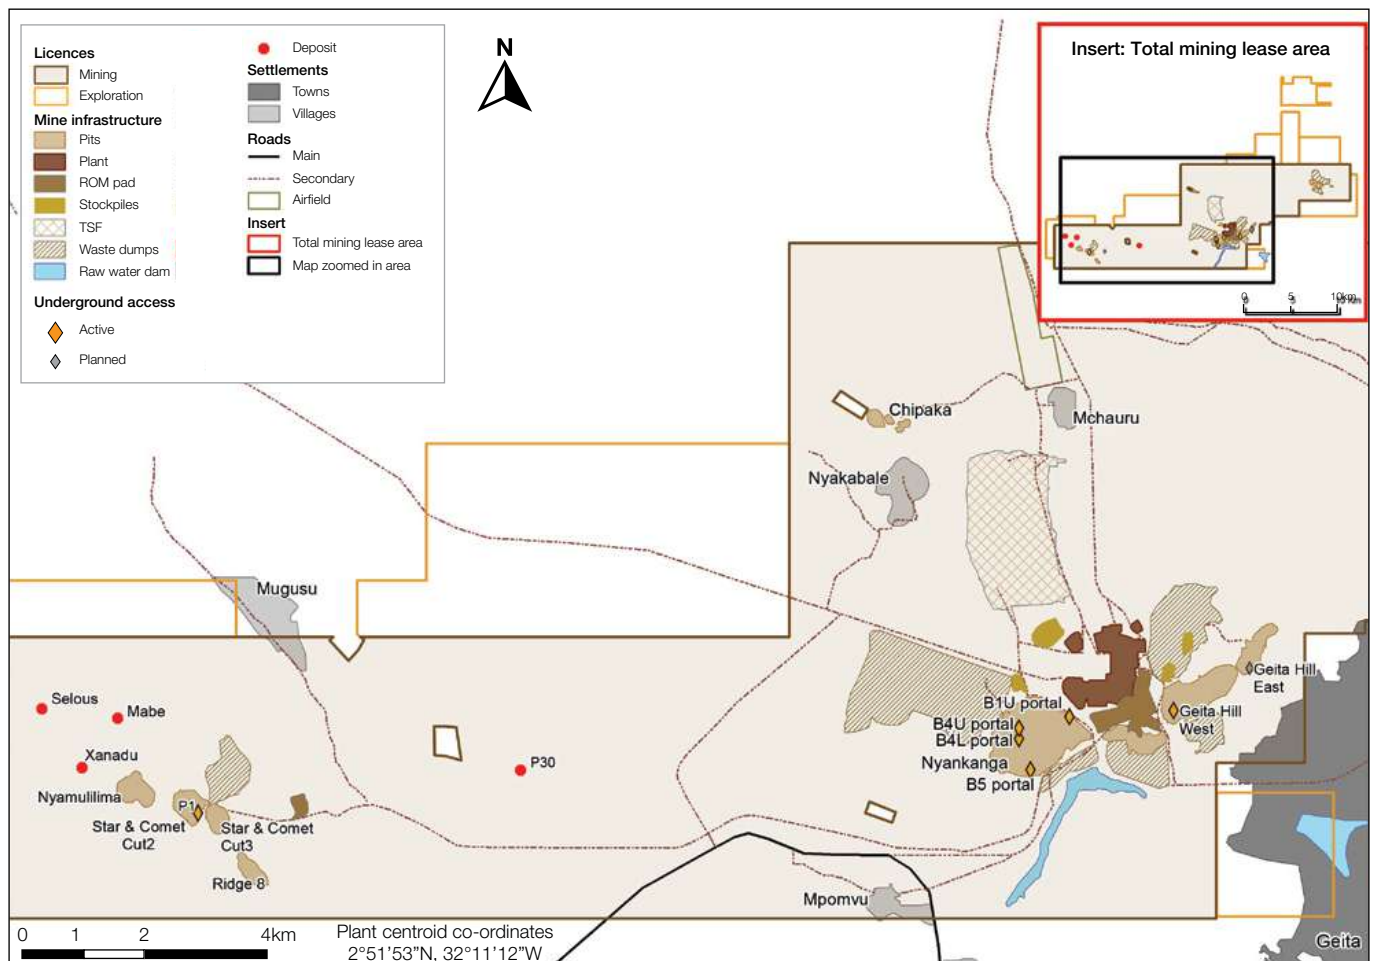 Licences
Mining
Exploration
Mine infrastructure
Pits
Plant
ROM pad
Stockpiles
TSF
Waste dumps
Raw water dam
Underground access
Active
Planned
Deposit
Settlements
Towns
Villages
Roads
Main
Secondary
Airfield
Insert
Total mining lease area
Map zoomed in area
N
Insert: Total mining lease area
0 5 10km
Chipaka
Mchauru
Nyakabale
Mugusu
Selous
Mabe
Xanadu
Nyamulilima
P1
Star & Comet
Cut2
Star & Comet
Cut3
Ridge 8
P30
Geita Hill
East
B1U portal
Geita Hill
West
B4U portal
B4L portal
Nyankanga
B5 portal
Mpomvu
Geita
0 1 2 4km
Plant centroid co-ordinates
2°51'53"N, 32°11'12"W